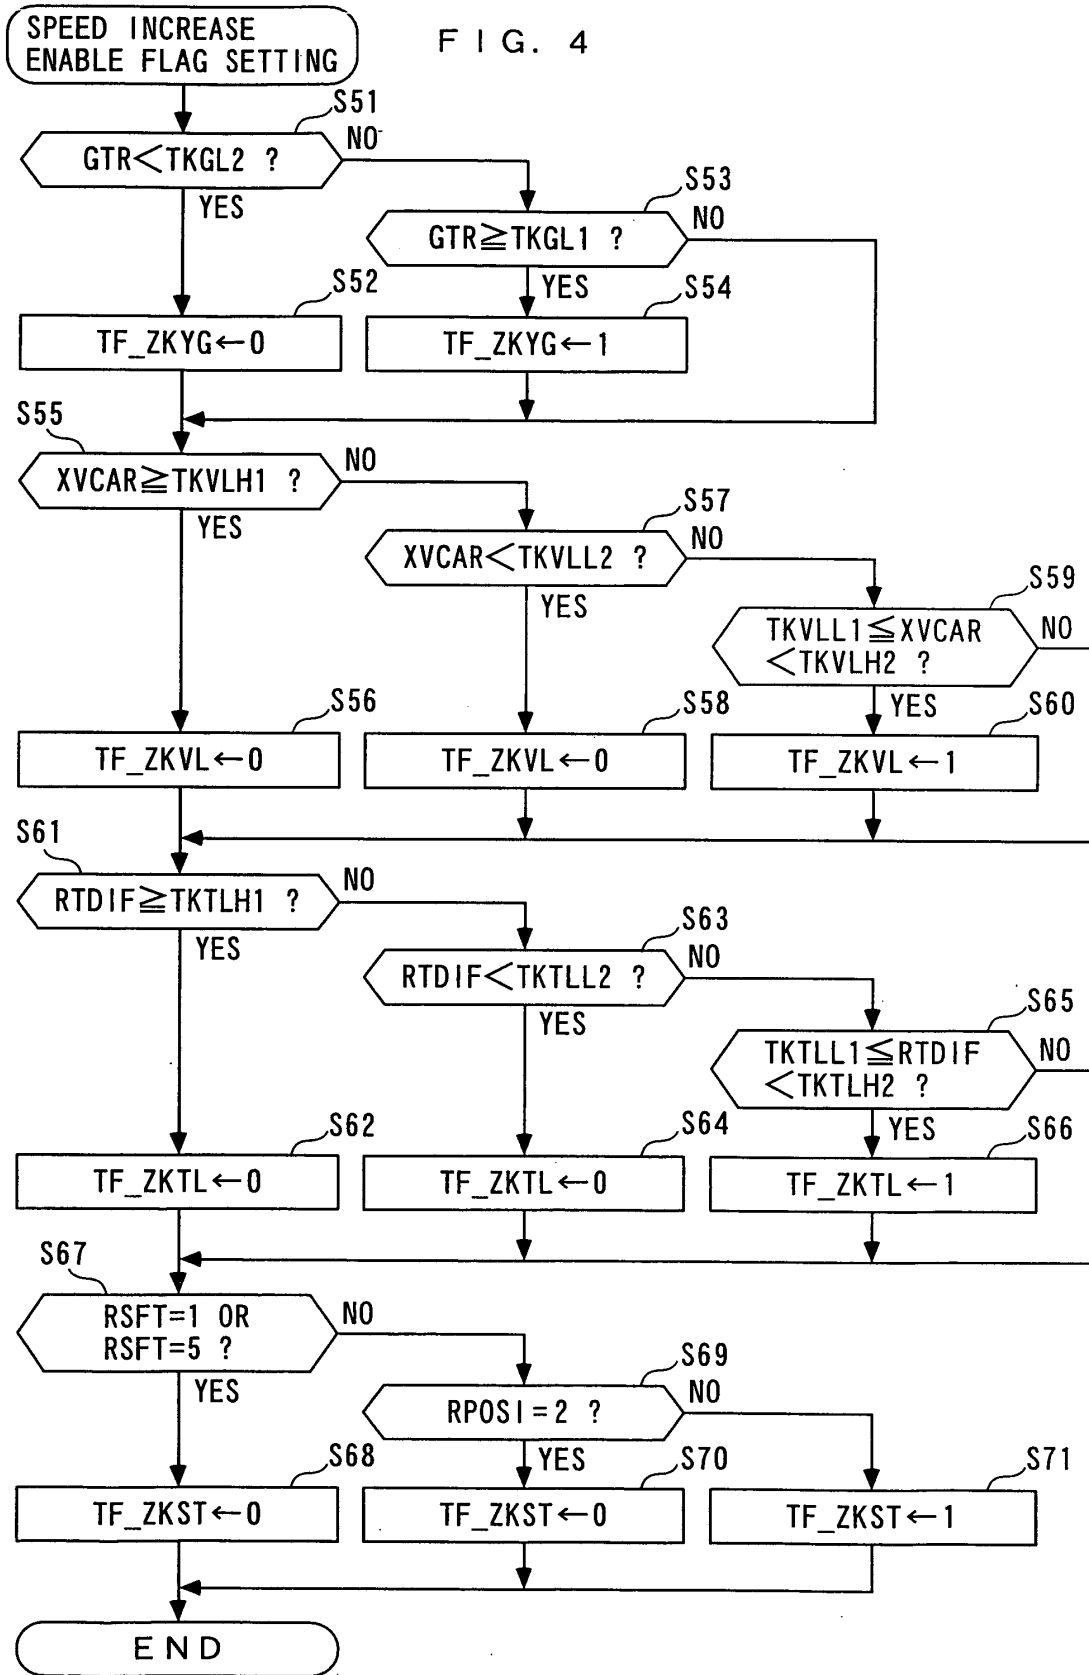 SPEED INCREASE
ENABLE FLAG SETTING
FIG. 4
S51
GTR<TKGL2 ?
NO
YES
S53
GTR≧TKGL1 ?
NO
YES
S52
TF_ZKYG←0
S54
TF_ZKYG←1
S55
XVCAR≧TKVLH1 ?
NO
YES
S57
XVCAR<TKVLL2 ?
NO
YES
S59
TKVLL1≦XVCAR
<TKVLH2 ?
NO
YES
S56
TF_ZKVL←0
S58
TF_ZKVL←0
S60
TF_ZKVL←1
S61
RTDIF≧TKTLH1 ?
NO
YES
S63
RTDIF<TKTLL2 ?
NO
YES
S65
TKTLL1≦RTDIF
<TKTLH2 ?
NO
YES
S62
TF_ZKTL←0
S64
TF_ZKTL←0
S66
TF_ZKTL←1
S67
RSFT=1 OR
RSFT=5 ?
NO
YES
S69
RPOSI=2 ?
NO
YES
S68
TF_ZKST←0
S70
TF_ZKST←0
S71
TF_ZKST←1
END